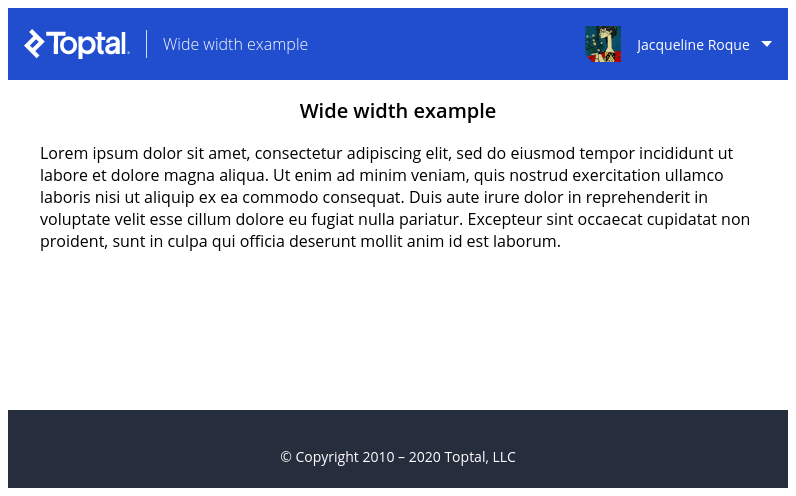 Toptal.
Wide width example
Jacqueline Roque
Wide width example
Lorem ipsum dolor sit amet, consectetur adipiscing elit, sed do eiusmod tempor incididunt ut
labore et dolore magna aliqua. Ut enim ad minim veniam, quis nostrud exercitation ullamco
laboris nisi ut aliquip ex ea commodo consequat. Duis aute irure dolor in reprehenderit in
voluptate velit esse cillum dolore eu fugiat nulla pariatur. Excepteur sint occaecat cupidatat non
proident, sunt in culpa qui officia deserunt mollit anim id est laborum.
© Copyright 2010 – 2020 Toptal, LLC